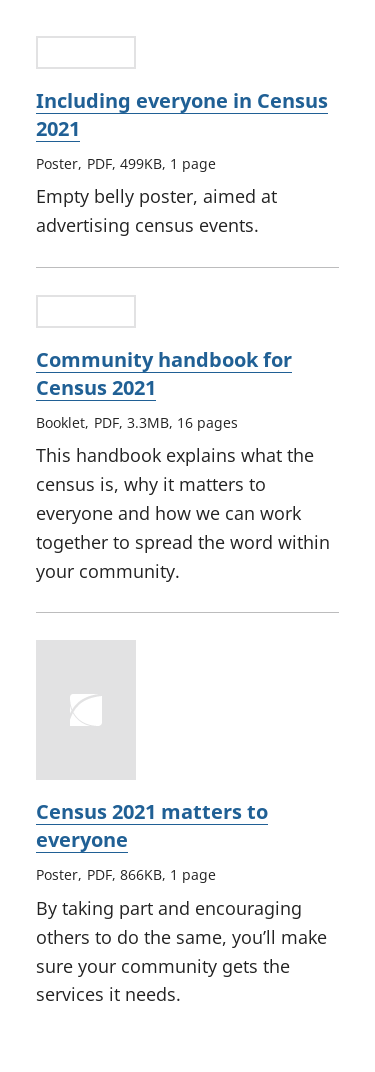 Including everyone in Census
2021
Poster, PDF, 499KB, 1 page
Empty belly poster, aimed at
advertising census events.
Community handbook for
Census 2021
Booklet, PDF, 3.3MB, 16 pages
This handbook explains what the
census is, why it matters to
everyone and how we can work
together to spread the word within
your community.
Census 2021 matters to
everyone
Poster, PDF, 866KB, 1 page
By taking part and encouraging
others to do the same, you’ll make
sure your community gets the
services it needs.